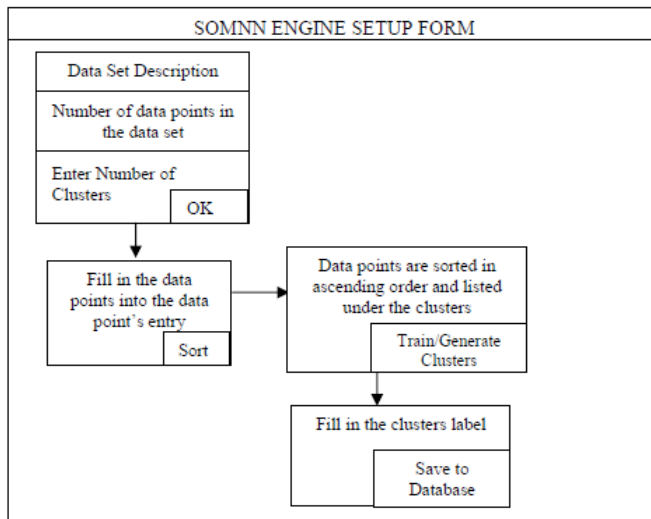 SOMNN ENGINE SETUP FORM
Data Set Description
Number of data points in
the data set
Enter Number of
Clusters
OK
Fill in the data
points into the data
point's entry
Sort
Data points are sorted in
ascending order and listed
under the clusters
Train/Generate
Clusters
Fill in the clusters label
Save to
Database